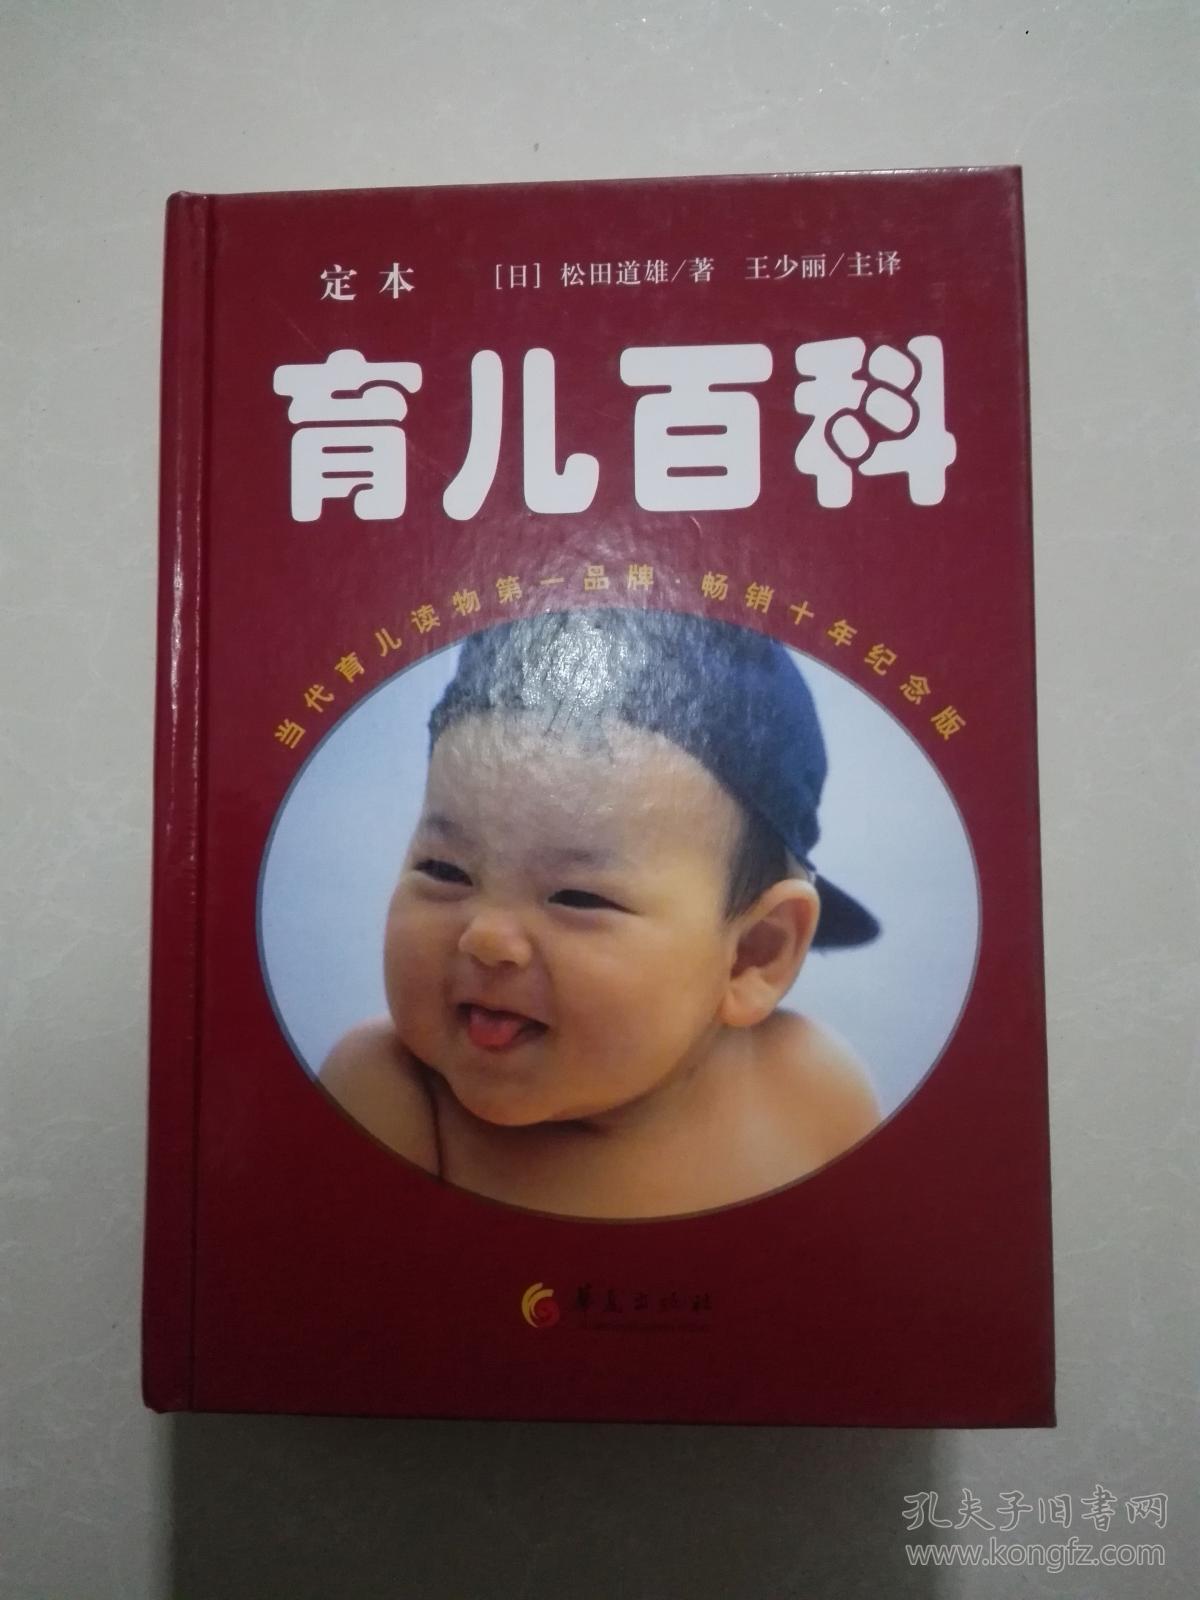 定本 [日] 松田道雄/著 王少丽/主译
育儿百科
当代育儿读物第一品牌·畅销十年纪念版
华夏出版社
孔夫子旧书网
www.kongfz.com